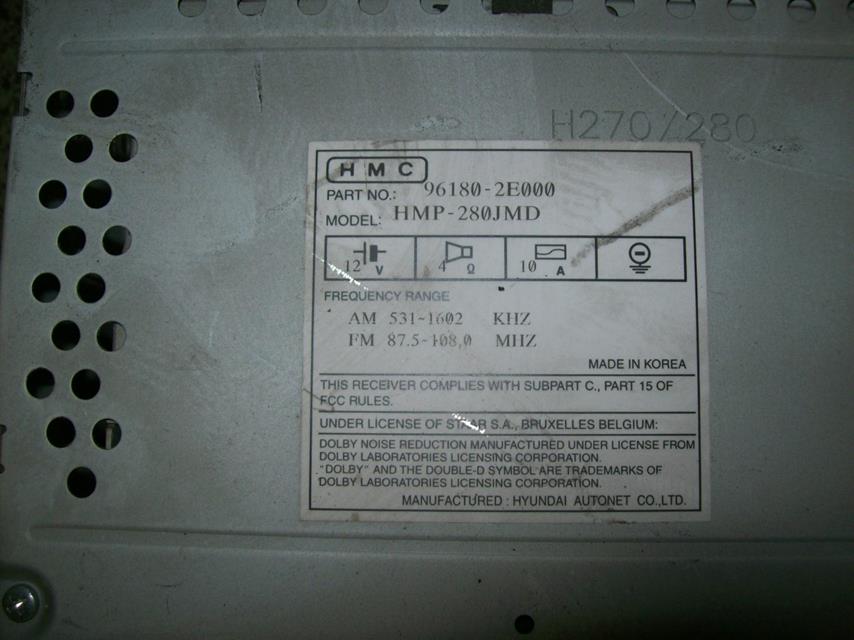 H270/280
HMC
PART NO.: 96180-2E000
MODEL: HMP-280JMD
12 V 4 Ω 10 A
FREQUENCY RANGE
AM 531~1602 KHZ
FM 87.5-108,0 MHZ
MADE IN KOREA
THIS RECEIVER COMPLIES WITH SUBPART C., PART 15 OF
FCC RULES.
UNDER LICENSE OF S.A., BRUXELLES BELGIUM:
DOLBY NOISE REDUCTION MANUFACTURED UNDER LICENSE FROM
DOLBY LABORATORIES LICENSING CORPORATION.
"DOLBY" AND THE DOUBLE-D SYMBOL ARE TRADEMARKS OF
DOLBY LABORATORIES LICENSING CORPORATION.
MANUFACTURED : HYUNDAI AUTONET CO.,LTD.